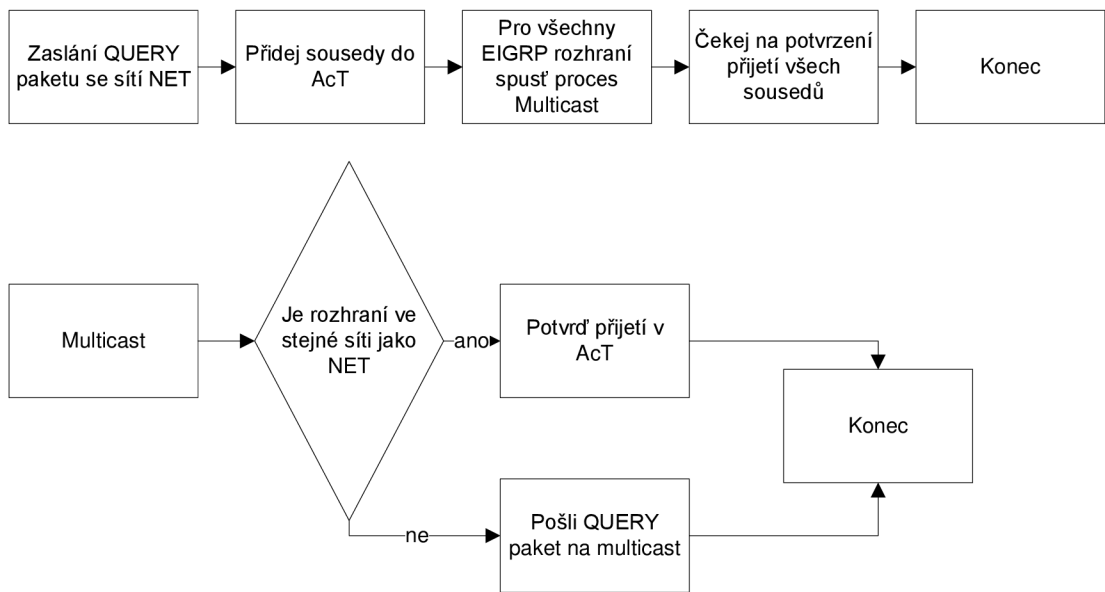 Zaslání QUERY
paketu se sítí NET
Přidej sousedy do
AcT
Pro všechny
EIGRP rozhraní
spusť proces
Multicast
Čekej na potvrzení
přijetí všech
sousedů
Konec
Multicast
Je rozhraní ve
stejné síti jako
NET
ano
Potvrď přijetí v
AcT
Konec
ne
Pošli QUERY
paket na multicast